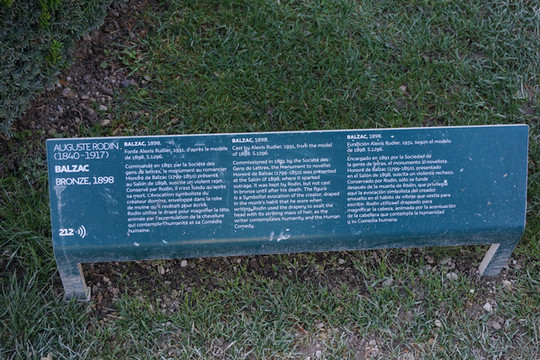 AUGUSTE RODIN
(1840-1917)
BALZAC
BRONZE, 1898
212
BALZAC, 1898
Fonte Alexis Rudier, 1931, d'après le modèle
de 1898, S.1296.
Commandé en 1891 par la Société des
gens de lettres, le monument au romancier
Honoré de Balzac (1799-1850), présenté
au Salon de 1898, suscita un violent rejet.
Conservé par Rodin, il n'est fondu qu'après
sa mort. L'évocation symboliste du
créateur domine, enveloppé dans la robe
de moine qu'il revêtait pour écrire.
Rodin utilise le drapé pour magnifier la tête,
animée par l'accentuation de la chevelure
qui contemple l'humanité et sa Comédie
humaine.
BALZAC, 1898
Cast by Alexis Rudier, 1931, from the model
of 1898, S.1296.
Commissioned in 1891 by the Société des
Gens de Lettres, the monument to novelist
Honoré de Balzac (1799-1850) was presented
at the Salon of 1898, where it sparked
outrage. It was kept by Rodin, but not cast
in bronze until after his death. The figure
is a Symbolist evocation of the creator, draped
in the monk's habit that he wore when
writing. Rodin used the drapery to exalt the
head with its striking mass of hair, as the
writer contemplates humanity and the Human
Comedy.
BALZAC, 1898
Fundición Alexis Rudier, 1931, según el modelo
de 1898, S.1296.
Encargado en 1891 por la Sociedad de
la gente de letras, el monumento al novelista
Honoré de Balzac (1799-1850), presentado
en el Salón de 1898, suscita un violento rechazo.
Conservado por Rodin, sólo se funde
después de la muerte de Rodin, que privilegia
aquí la evocación simbolista del creador
envuelto en el hábito de monje que vestía para
escribir. Rodin utiliza el drapeado para
magnificar la cabeza, animada por la acentuación
de la cabellera que contempla la humanidad
y su Comedia humana.